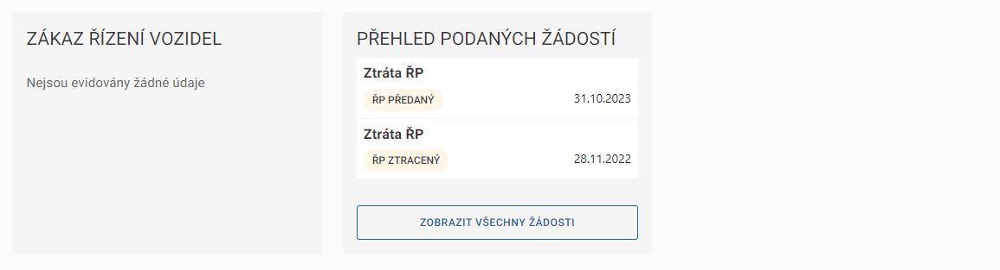 ZÁKAZ ŘÍZENÍ VOZIDEL
Nejsou evidovány žádné údaje
PŘEHLED PODANÝCH ŽÁDOSTÍ
Ztráta ŘP
ŘP PŘEDANÝ 31.10.2023
Ztráta ŘP
ŘP ZTRACENÝ 28.11.2022
ZOBRAZIT VŠECHNY ŽÁDOSTI